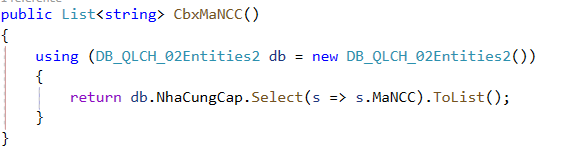 public List<string> CbxMaNCC()
{
using (DB_QLCH_02Entities2 db = new DB_QLCH_02Entities2())
{
return db.NhaCungCap.Select(s => s.MaNCC).ToList();
}
}